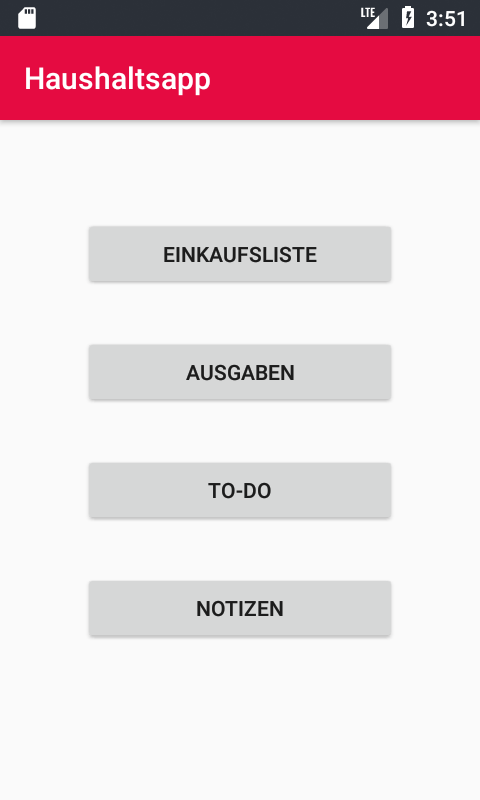 LTE 3:51
Haushaltsapp
EINKAUFSLISTE
AUSGABEN
TO-DO
NOTIZEN